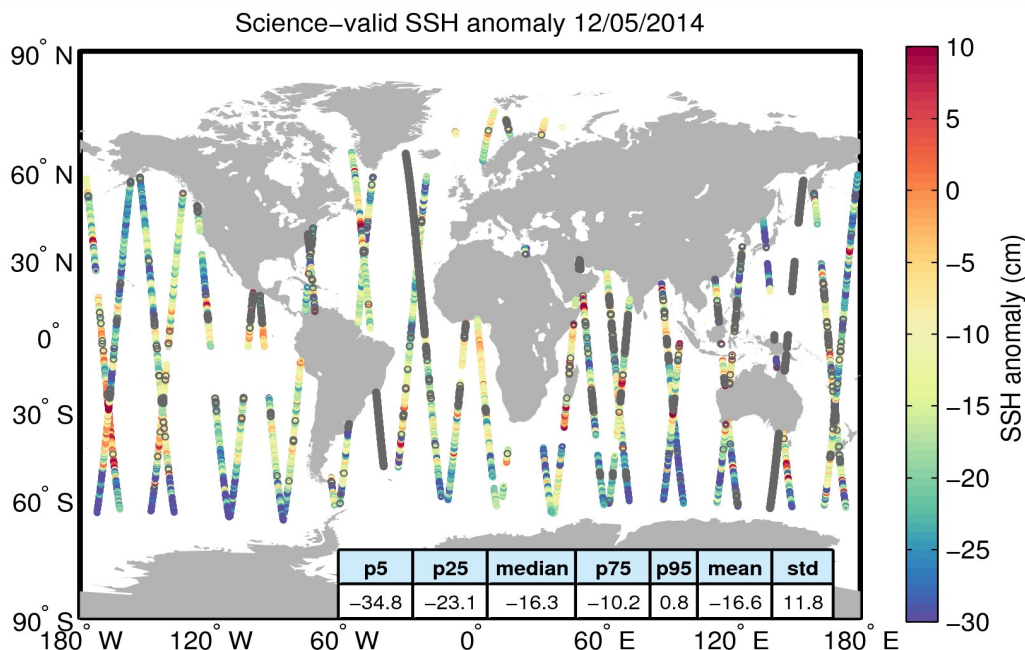 Science−valid SSH anomaly 12/05/2014
90° N
60° N
30° N
0°
30° S
60° S
90° S
180° W
120° W
60° W
0°
60° E
120° E
180° E
p5 p25 median p75 p95 mean std
−34.8 −23.1 −16.3 −10.2 0.8 −16.6 11.8
10
5
0
−5
−10
−15
−20
−25
−30
SSH anomaly (cm)